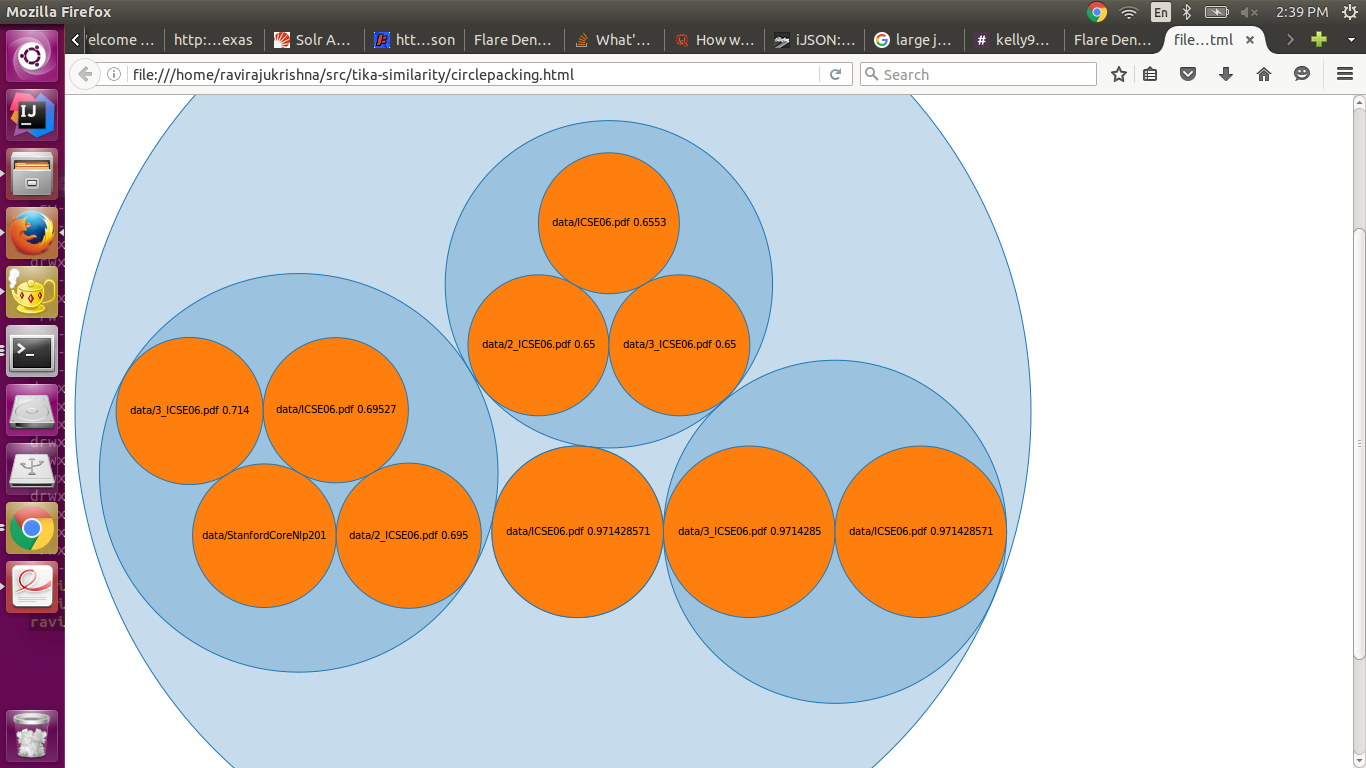 Mozilla Firefox
En
2:39 PM
'elcome ...
http:...exas
Solr A...
htt...son
Flare Den...
What'...
How w...
iJSON:...
large j...
kelly9...
Flare Den...
file...tml
file:///home/ravirajukrishna/src/tika-similarity/circlepacking.html
Search
data/ICSE06.pdf 0.6553
data/2_ICSE06.pdf 0.65
data/3_ICSE06.pdf 0.65
data/3_ICSE06.pdf 0.714
data/ICSE06.pdf 0.69527
data/StanfordCoreNlp201
data/2_ICSE06.pdf 0.695
data/ICSE06.pdf 0.971428571
data/3_ICSE06.pdf 0.9714285
data/ICSE06.pdf 0.971428571
ravi